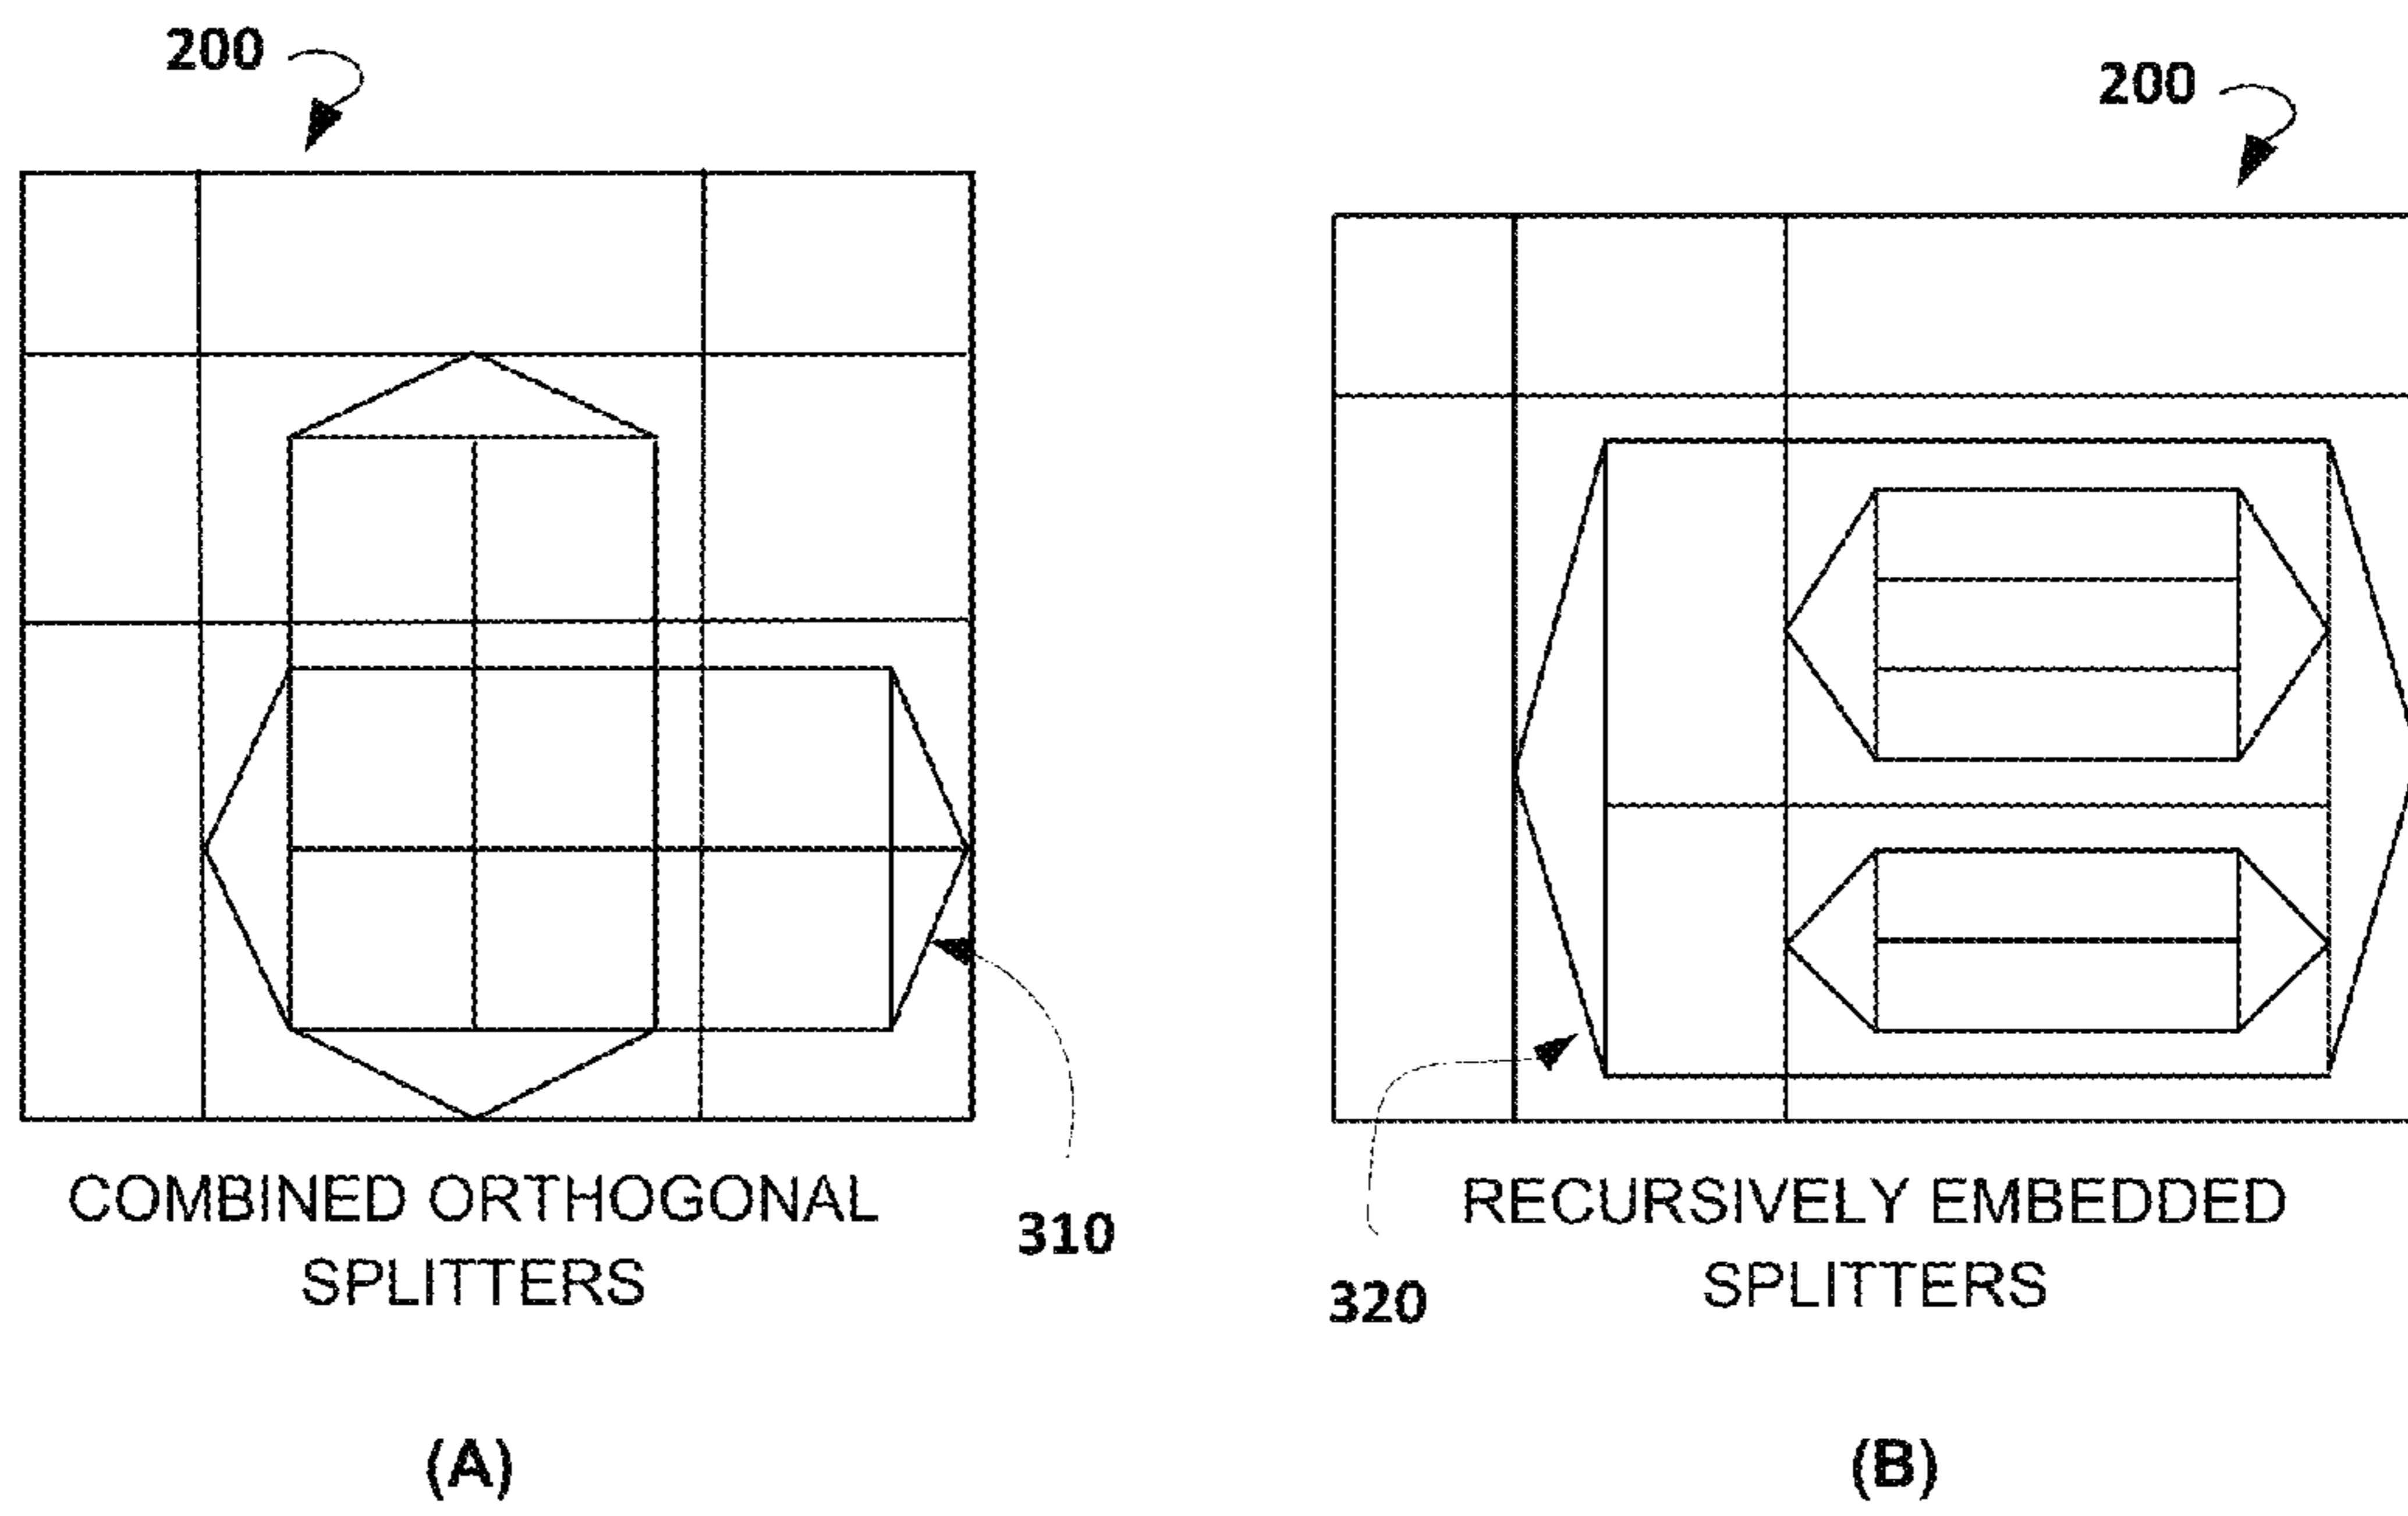 200
200
COMBINED ORTHOGONAL
SPLITTERS
310
RECURSIVELY EMBEDDED
SPLITTERS
320
(A)
(B)